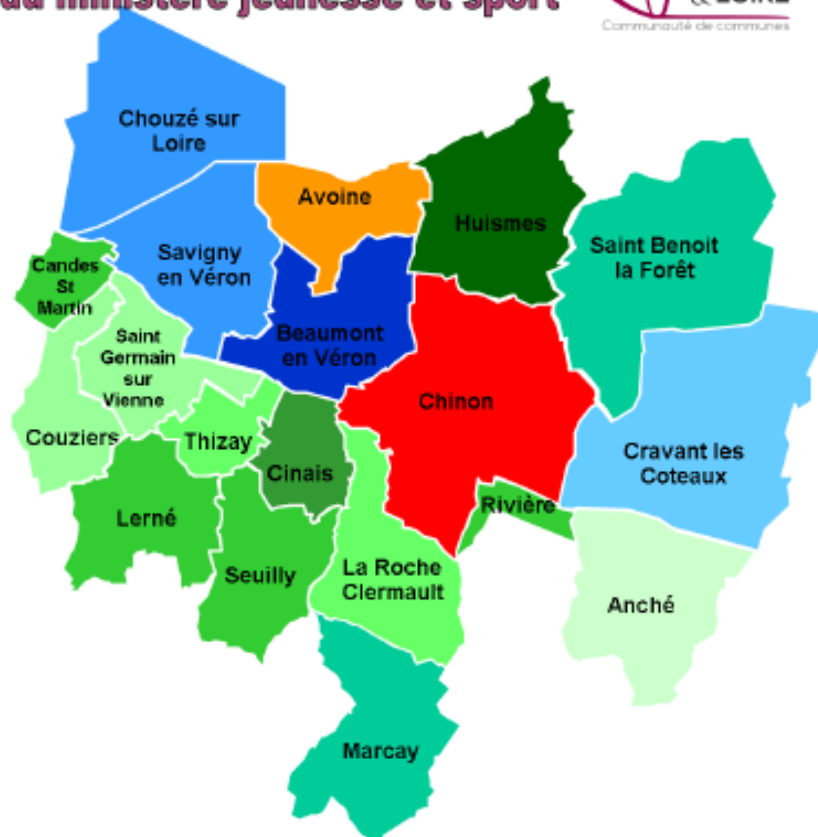 du ministère jeunesse et sport
& LOIRE
Communauté de communes
Chouzé sur
Loire
Avoine
Huismes
Savigny
en Véron
Saint Benoit
la Forêt
Candes
St
Martin
Beaumont
en Véron
Saint
Germain
sur
Vienne
Chinon
Couziers
Thizay
Cinais
Cravant les
Coteaux
Lerné
Rivière
Seuilly
La Roche
Clermault
Anché
Marcay